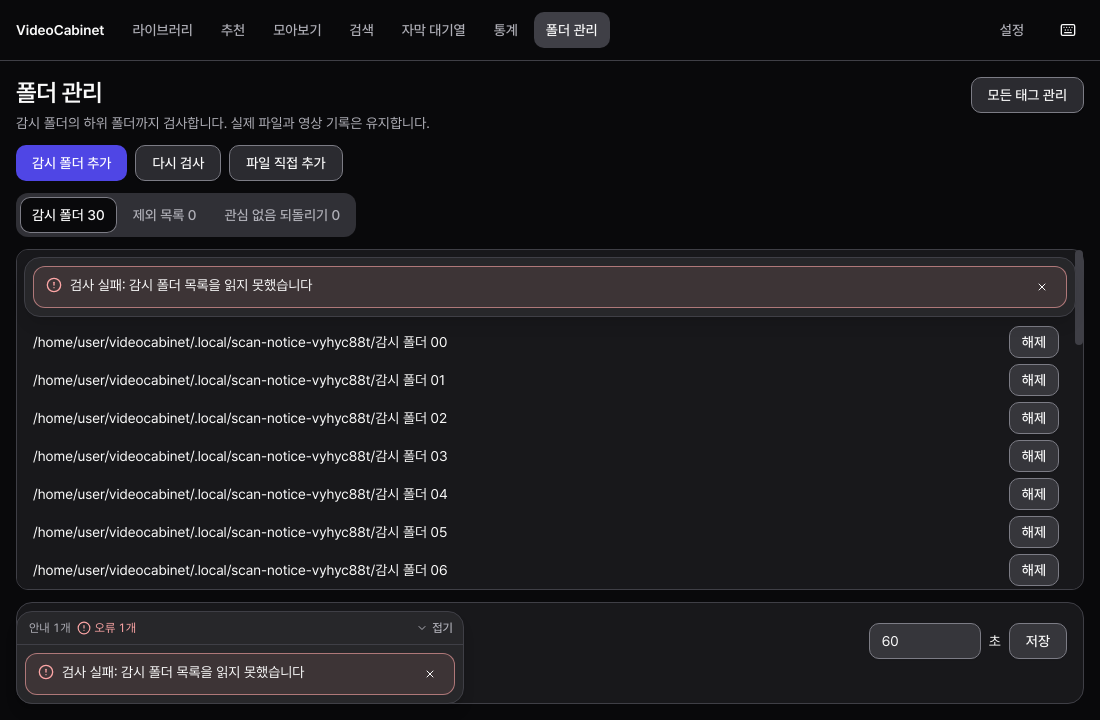 VideoCabinet 라이브러리 추천 모아보기 검색 자막 대기열 통계 폴더 관리 설정
폴더 관리
모든 태그 관리
감시 폴더의 하위 폴더까지 검사합니다. 실제 파일과 영상 기록은 유지합니다.
감시 폴더 추가 다시 검사 파일 직접 추가
감시 폴더 30 제외 목록 0 관심 없음 되돌리기 0
검사 실패: 감시 폴더 목록을 읽지 못했습니다
/home/user/videocabinet/.local/scan-notice-vyhyc88t/감시 폴더 00 해제
/home/user/videocabinet/.local/scan-notice-vyhyc88t/감시 폴더 01 해제
/home/user/videocabinet/.local/scan-notice-vyhyc88t/감시 폴더 02 해제
/home/user/videocabinet/.local/scan-notice-vyhyc88t/감시 폴더 03 해제
/home/user/videocabinet/.local/scan-notice-vyhyc88t/감시 폴더 04 해제
/home/user/videocabinet/.local/scan-notice-vyhyc88t/감시 폴더 05 해제
/home/user/videocabinet/.local/scan-notice-vyhyc88t/감시 폴더 06 해제
안내 1개 오류 1개 접기
검사 실패: 감시 폴더 목록을 읽지 못했습니다
60 초 저장